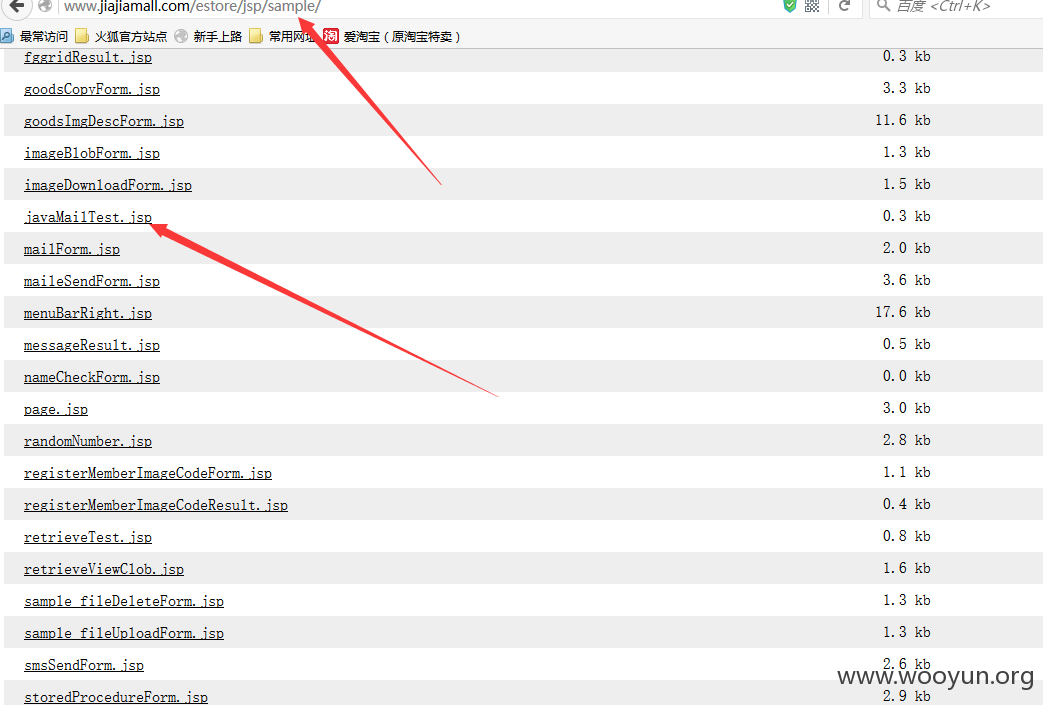 www.jiajiamall.com/estore/jsp/sample/
百度 <Ctrl+K>
最常访问 火狐官方站点 新手上路 常用网址 淘 爱淘宝（原淘宝特卖）
fggridResult.jsp 0.3 kb
goodsCopyForm.jsp 3.3 kb
goodsImgDescForm.jsp 11.6 kb
imageBlobForm.jsp 1.3 kb
imageDownloadForm.jsp 1.5 kb
javaMailTest.jsp 0.3 kb
mailForm.jsp 2.0 kb
maileSendForm.jsp 3.6 kb
menuBarRight.jsp 17.6 kb
messageResult.jsp 0.5 kb
nameCheckForm.jsp 0.0 kb
page.jsp 3.0 kb
randomNumber.jsp 2.8 kb
registerMemberImageCodeForm.jsp 1.1 kb
registerMemberImageCodeResult.jsp 0.4 kb
retrieveTest.jsp 0.8 kb
retrieveViewClob.jsp 1.6 kb
sample_fileDeleteForm.jsp 1.3 kb
sample_fileUploadForm.jsp 1.3 kb
smsSendForm.jsp 2.6 kb
www.wooyun.org
storedProcedureForm.jsp 2.9 kb